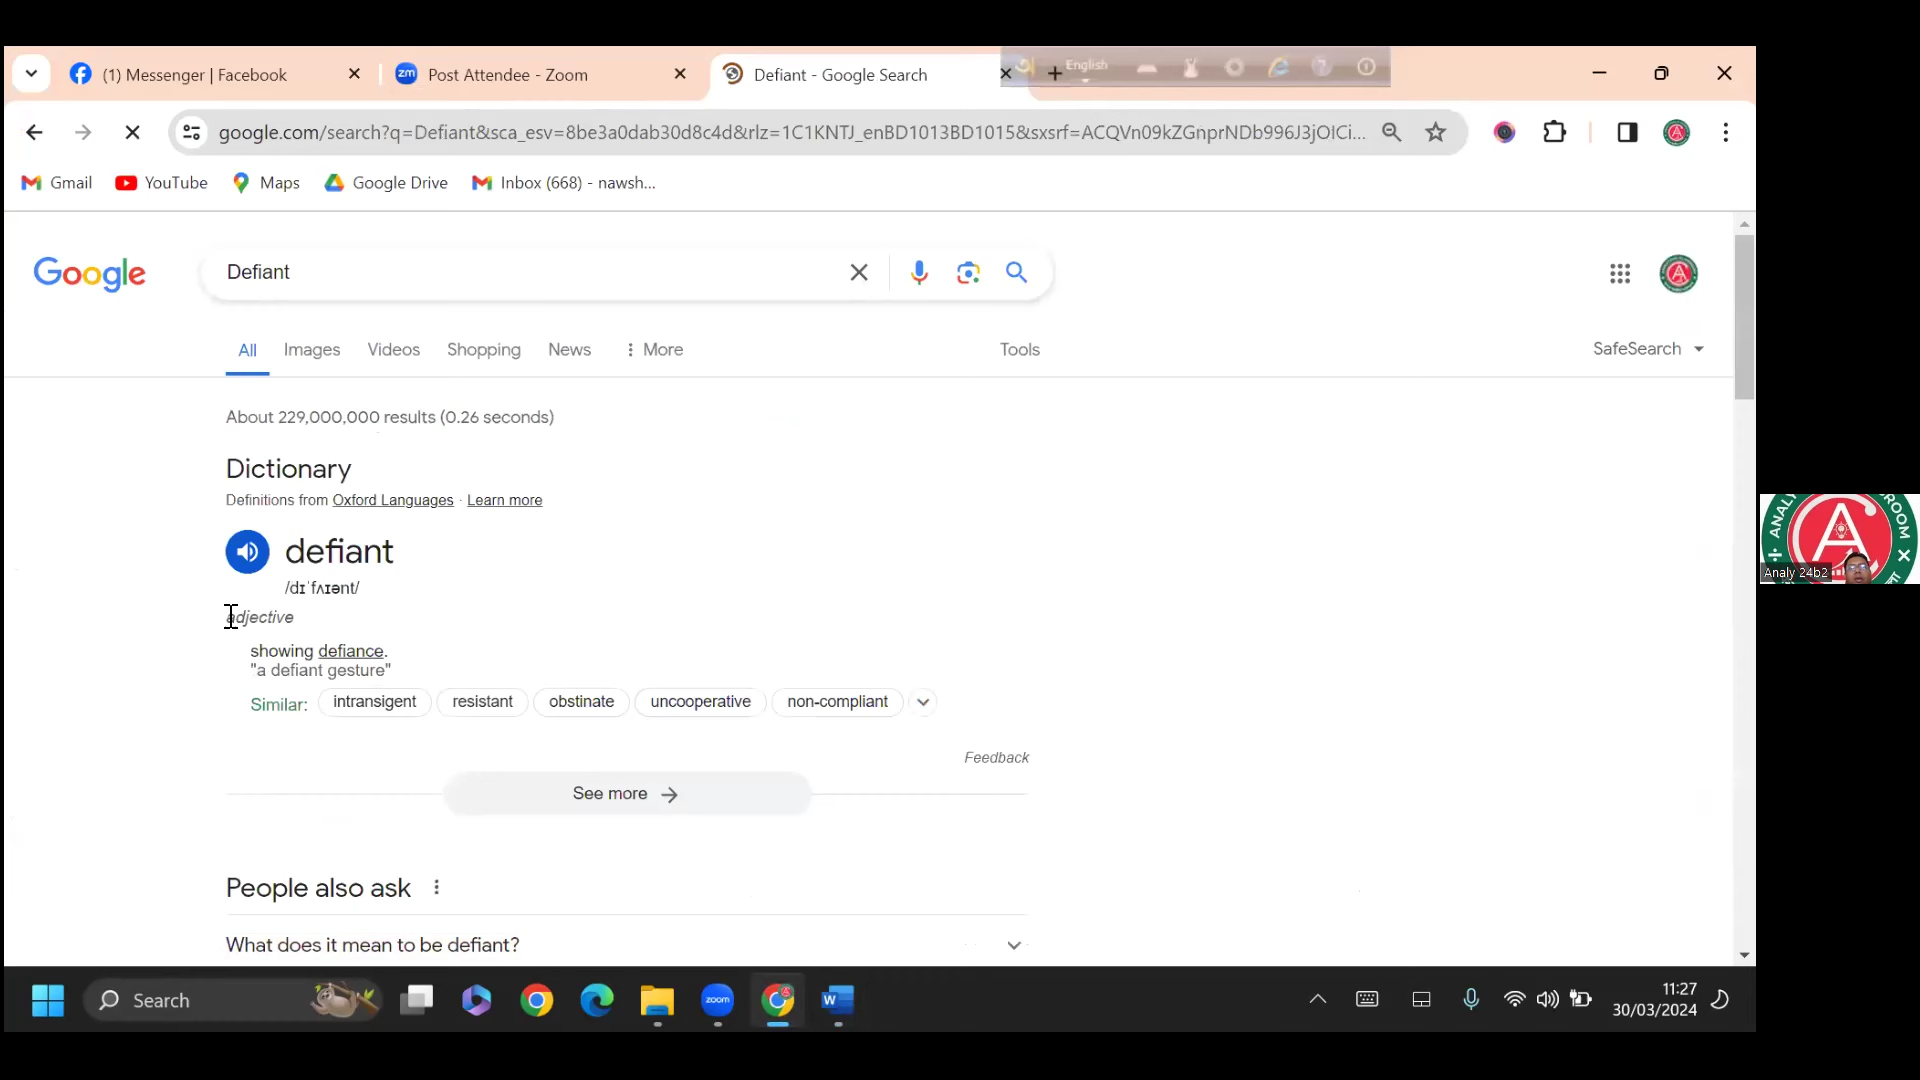 (1) Messenger | Facebook
Post Attendee - Zoom
Defiant - Google Search
English
google.com/search?q=Defiant&sca_esv=8be3a0dab30d8c4d&rlz=1C1KNTJ_enBD1013BD1015&sxsrf=ACQVn09kZGnprNDb996J3jOICi...
Gmail
YouTube
Maps
Google Drive
Inbox (668) - nawsh...
Google
Defiant
All
Images
Videos
Shopping
News
More
Tools
SafeSearch
About 229,000,000 results (0.26 seconds)
Dictionary
Definitions from Oxford Languages · Learn more
defiant
/dɪˈfʌɪənt/
adjective
showing defiance.
"a defiant gesture"
Similar:
intransigent
resistant
obstinate
uncooperative
non-compliant
Feedback
See more
People also ask
What does it mean to be defiant?
Search
11:27
30/03/2024
Analy 24b2